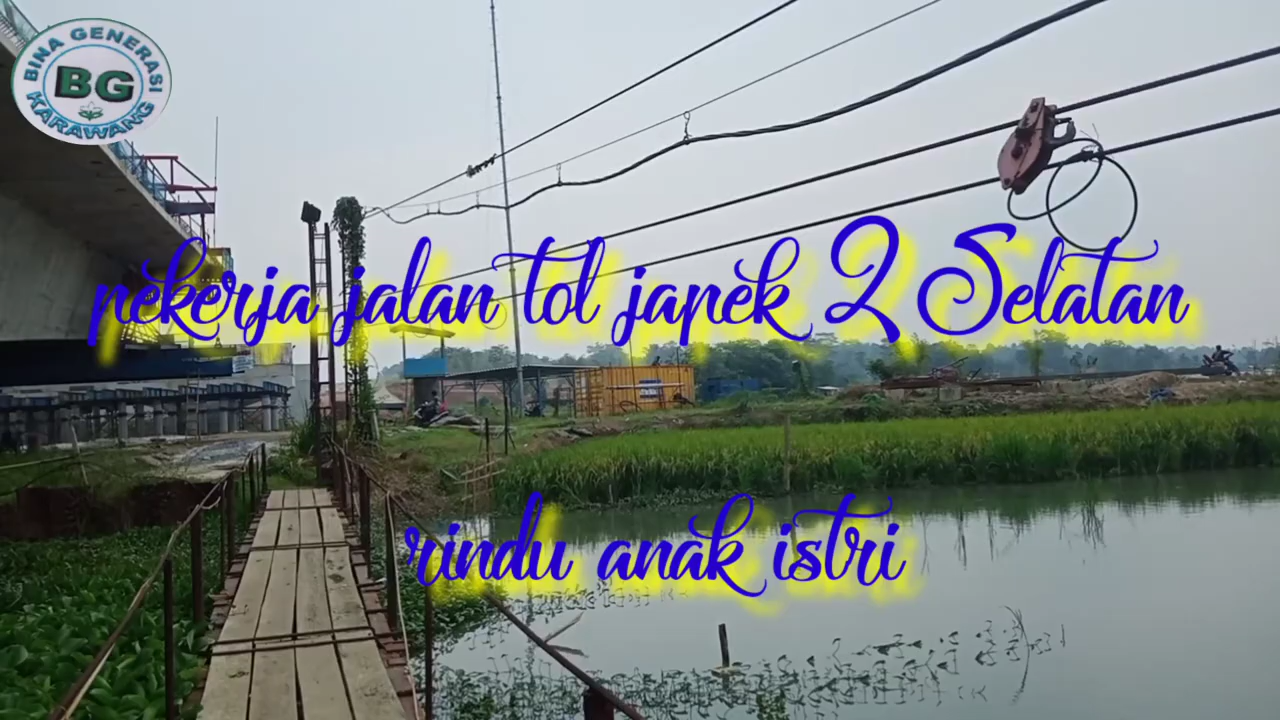 BINA GENERASI
BG
KARAWANG
pekerja jalan tol japek 2 Selatan
rindu anak istri